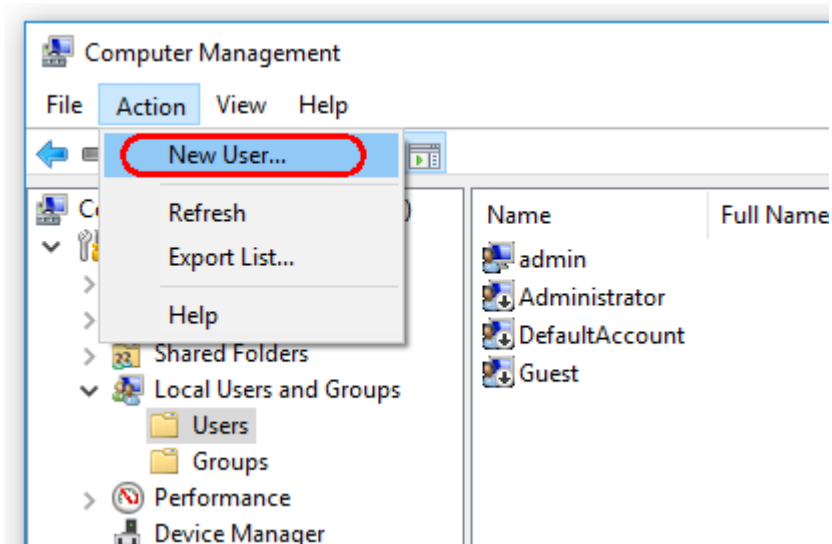 Computer Management
File Action View Help
New User...
Refresh
Export List...
Help
Name Full Name
admin
Administrator
DefaultAccount
Guest
Shared Folders
Local Users and Groups
Users
Groups
Performance
Device Manager